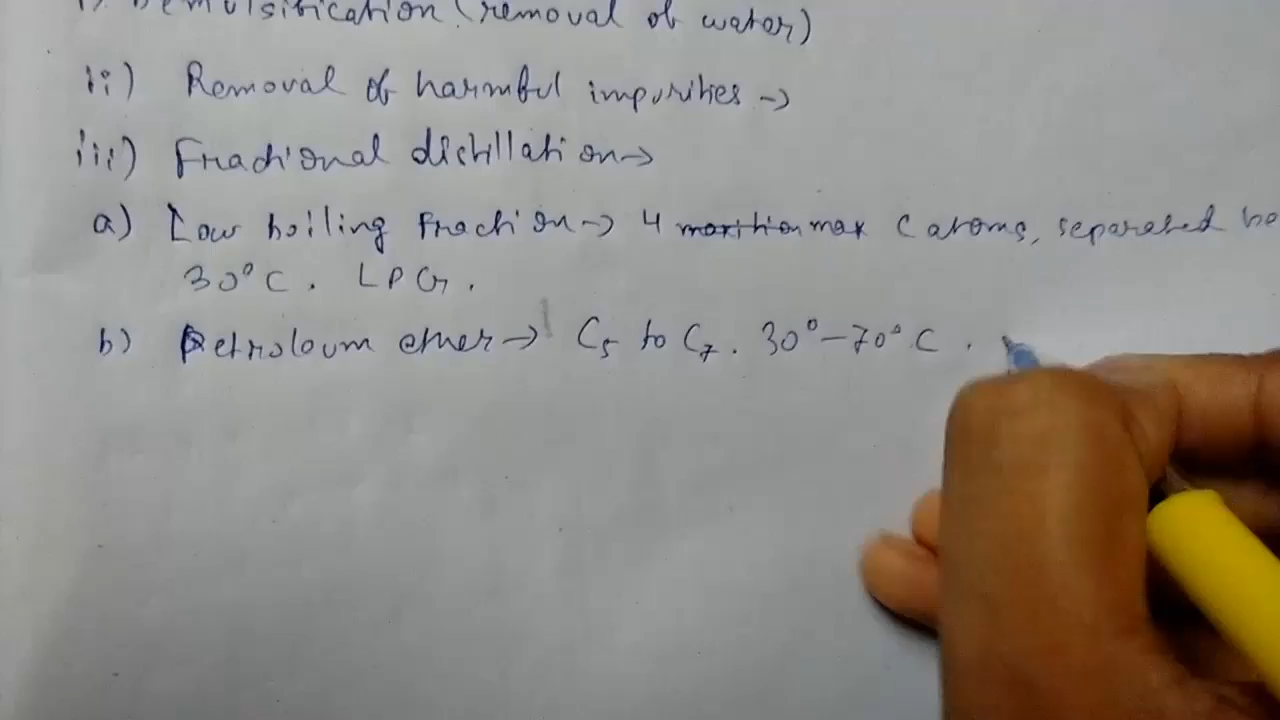 i) Demulsification (removal of water)
ii) Removal of harmful impurities →
iii) Fractional distillation →
a) Low boiling fraction → 4 max C atoms, separated
30°C. LPG.
b) Petroleum ether → C₅ to C₇. 30°-70°C.